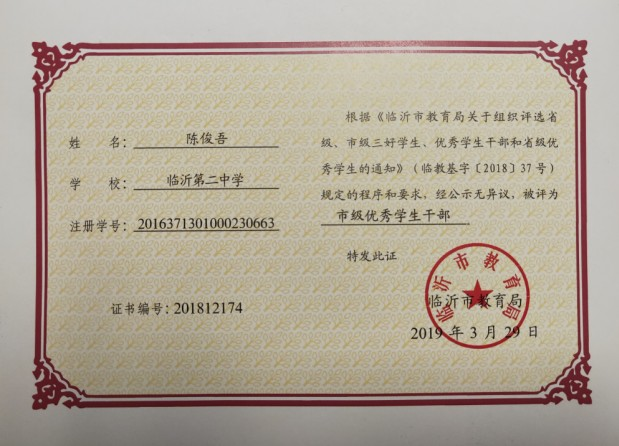 姓　　名：陈俊吾
学　　校：临沂第二中学
注册学号：2016371301000230663
证书编号：201812174
根据《临沂市教育局关于组织评选省
级、市级三好学生、优秀学生干部和省级优
秀学生的通知》（临教基字〔2018〕37号）
规定的程序和要求，经公示无异议，被评为
市级优秀学生干部
特发此证
临沂市教育局
临沂市教育局
2019 年 3 月 29 日